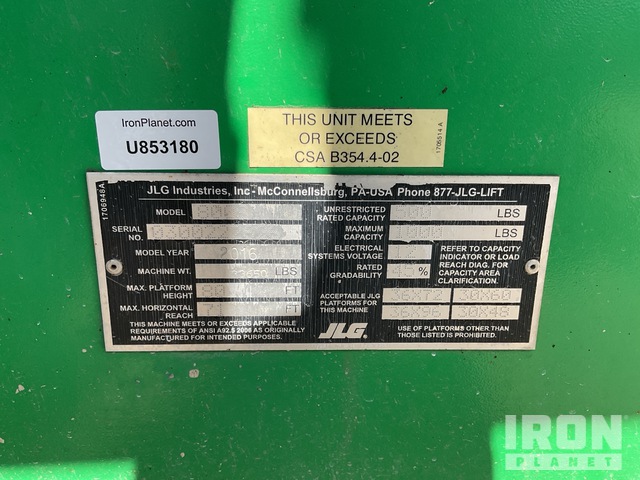 IronPlanet.com
U853180
THIS UNIT MEETS
OR EXCEEDS
CSA B354.4-02
1705514 A
1706948A
JLG Industries, Inc - McConnellsburg, PA-USA Phone 877-JLG-LIFT
MODEL
SERIAL
NO.
MODEL YEAR 2016
MACHINE WT. LBS
MAX. PLATFORM
HEIGHT FT
MAX. HORIZONTAL
REACH FT
THIS MACHINE MEETS OR EXCEEDS APPLICABLE
REQUIREMENTS OF ANSI A92.5 2006 AS ORIGINALLY
MANUFACTURED FOR INTENDED PURPOSES.
UNRESTRICTED
RATED CAPACITY LBS
MAXIMUM
CAPACITY LBS
ELECTRICAL
SYSTEMS VOLTAGE
RATED
GRADABILITY 45 %
REFER TO CAPACITY
INDICATOR OR LOAD
REACH DIAG. FOR
CAPACITY AREA
CLARIFICATION.
ACCEPTABLE JLG
PLATFORMS FOR
THIS MACHINE
36X72 30X60
36X96 30X48
JLG
USE OF PLATFORMS OTHER THAN
THOSE LISTED IS PROHIBITED.
IRON
PLANET